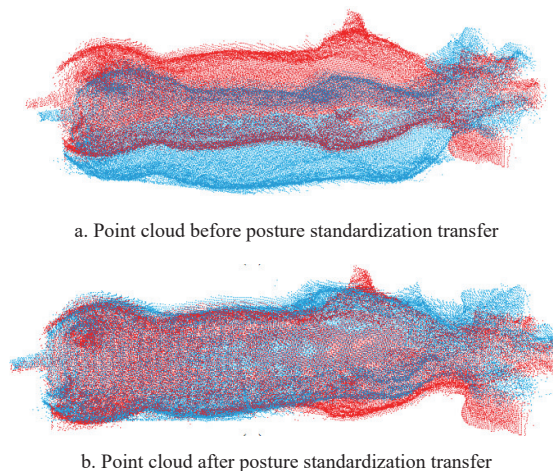 a. Point cloud before posture standardization transfer
b. Point cloud after posture standardization transfer